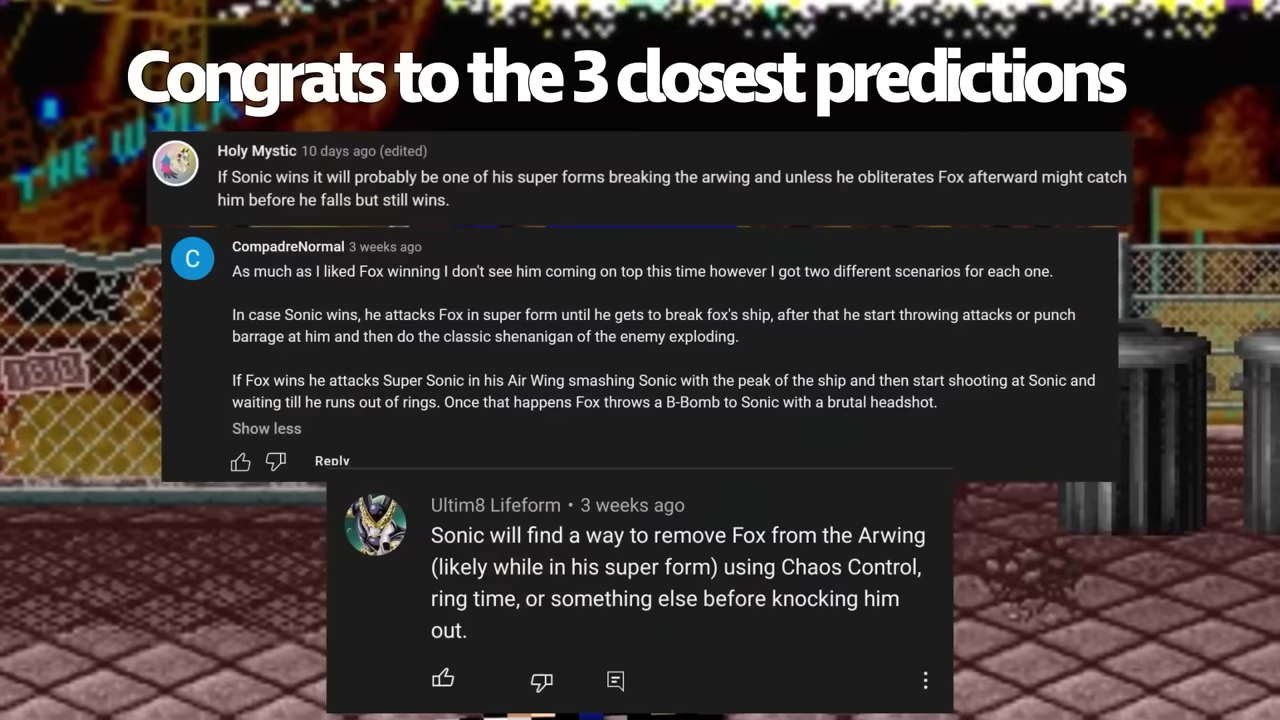 Congrats to the 3 closest predictions
THE WALK
Holy Mystic 10 days ago (edited)
If Sonic wins it will probably be one of his super forms breaking the arwing and unless he obliterates Fox afterward might catch
him before he falls but still wins.
C
CompadreNormal 3 weeks ago
As much as I liked Fox winning I don't see him coming on top this time however I got two different scenarios for each one.
In case Sonic wins, he attacks Fox in super form until he gets to break fox's ship, after that he start throwing attacks or punch
barrage at him and then do the classic shenanigan of the enemy exploding.
If Fox wins he attacks Super Sonic in his Air Wing smashing Sonic with the peak of the ship and then start shooting at Sonic and
waiting till he runs out of rings. Once that happens Fox throws a B-Bomb to Sonic with a brutal headshot.
Show less
Reply
Ultim8 Lifeform • 3 weeks ago
Sonic will find a way to remove Fox from the Arwing
(likely while in his super form) using Chaos Control,
ring time, or something else before knocking him
out.